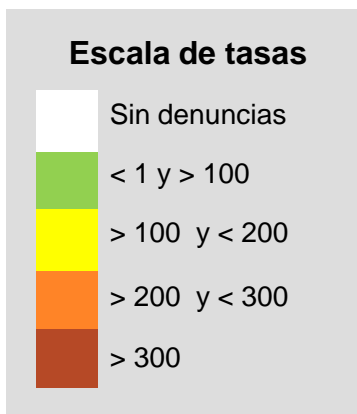 Escala de tasas
Sin denuncias
< 1 y > 100
> 100 y < 200
> 200 y < 300
> 300